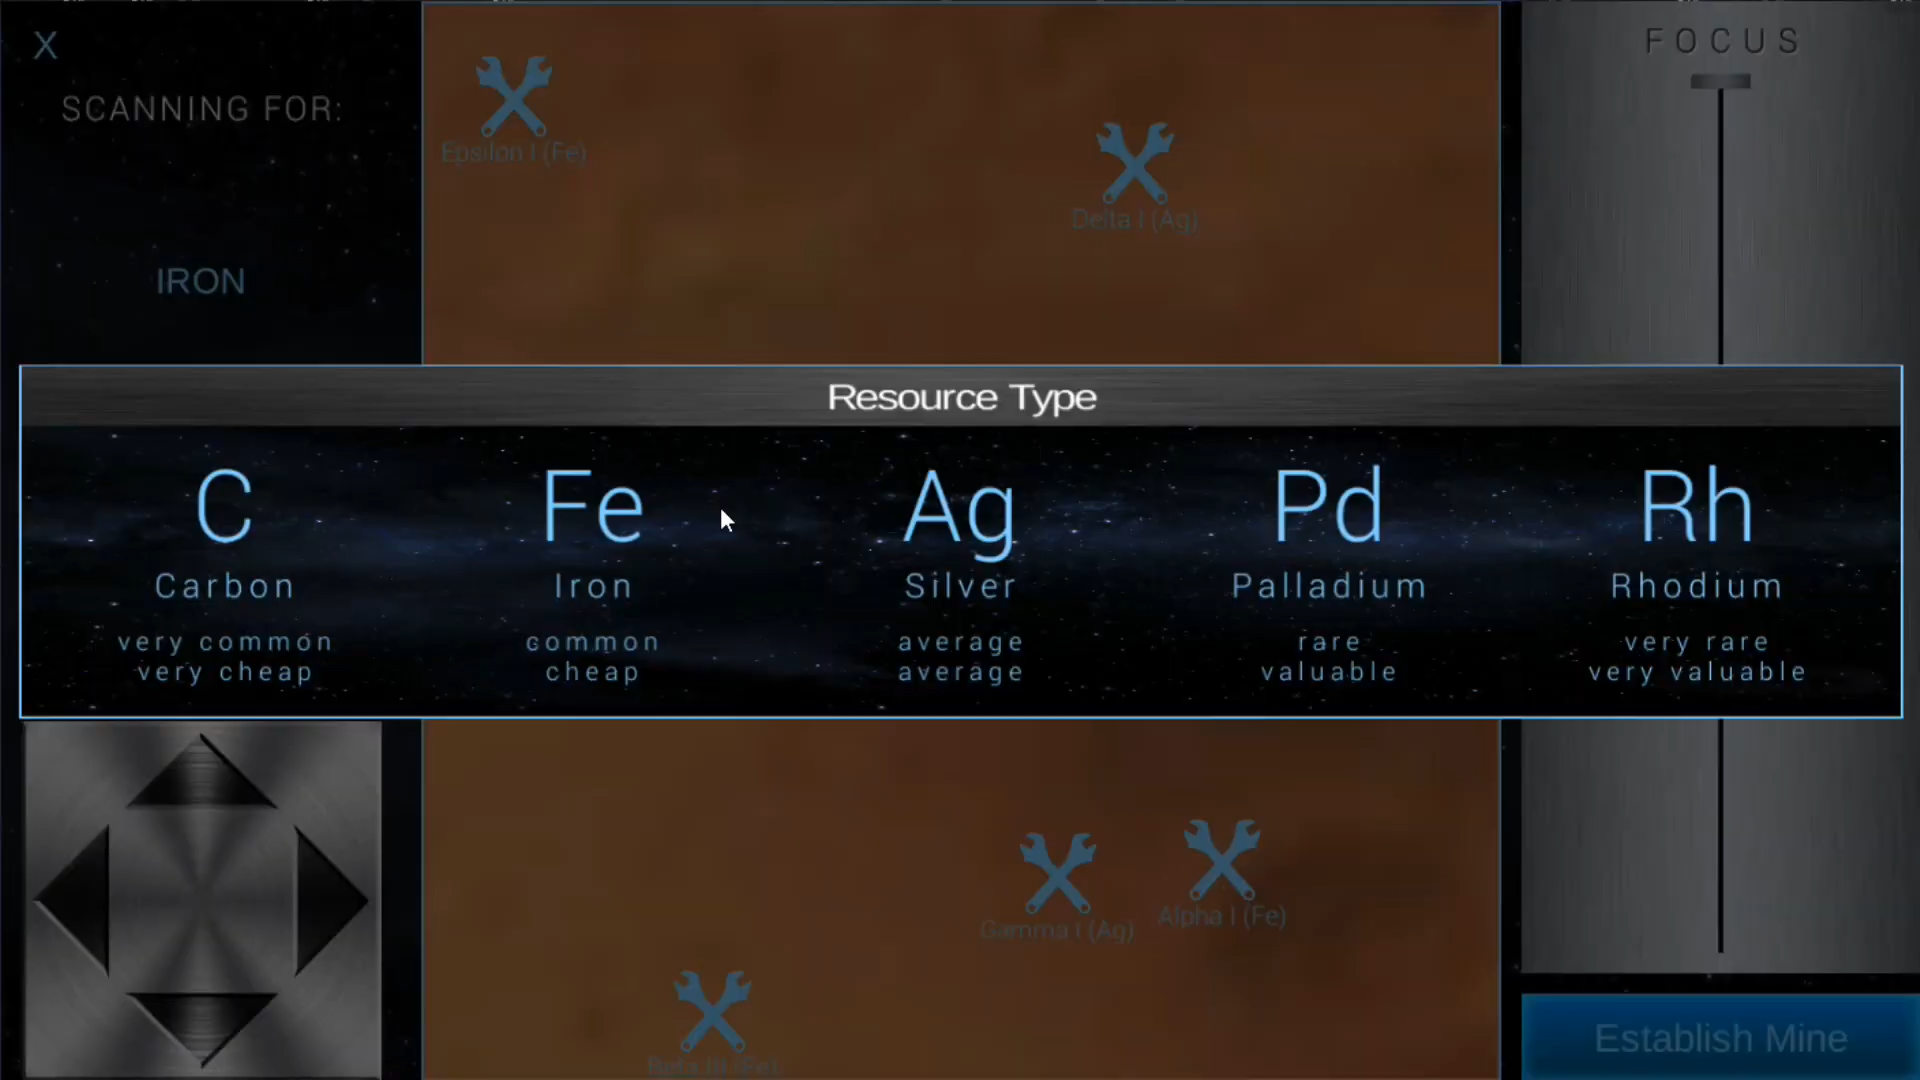 X
FOCUS
SCANNING FOR:
Epsilon I (Fe)
Delta I (Ag)
IRON
Resource Type
C
Fe
Ag
Pd
Rh
Carbon
Iron
Silver
Palladium
Rhodium
very common
common
average
rare
very rare
very cheap
cheap
average
valuable
very valuable
Gamma I (Ag)
Alpha I (Fe)
Establish Mine